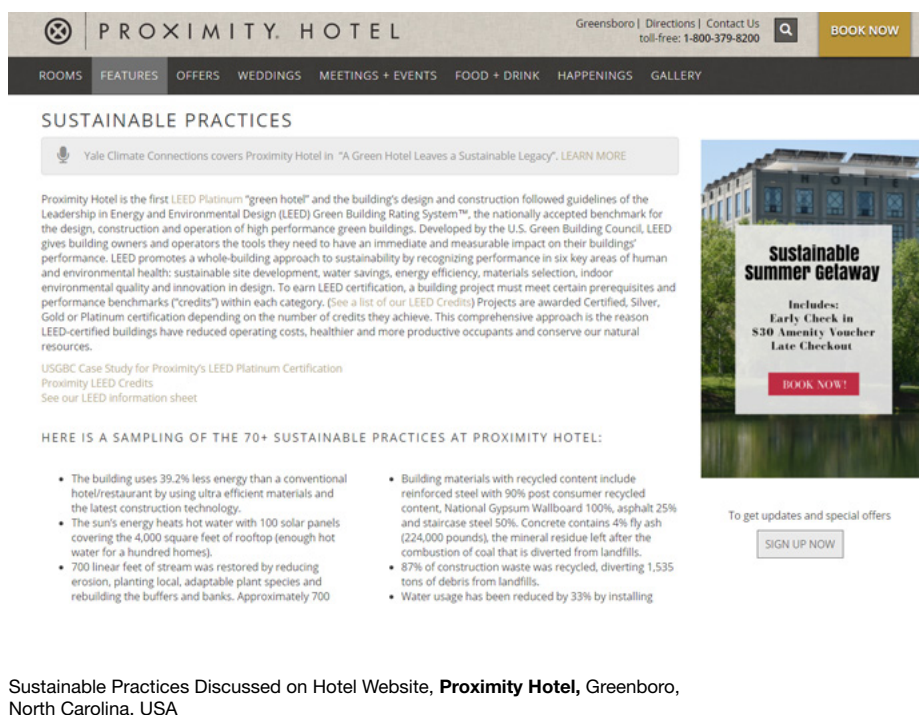 PROXIMITY. HOTEL
Greensboro | Directions | Contact Us
toll-free: 1-800-379-8200
BOOK NOW
ROOMS FEATURES OFFERS WEDDINGS MEETINGS + EVENTS FOOD + DRINK HAPPENINGS GALLERY
SUSTAINABLE PRACTICES
Yale Climate Connections covers Proximity Hotel in "A Green Hotel Leaves a Sustainable Legacy". LEARN MORE
Proximity Hotel is the first LEED Platinum "green hotel" and the building's design and construction followed guidelines of the
Leadership in Energy and Environmental Design (LEED) Green Building Rating System™, the nationally accepted benchmark for
the design, construction and operation of high performance green buildings. Developed by the U.S. Green Building Council, LEED
gives building owners and operators the tools they need to have an immediate and measurable impact on their buildings'
performance. LEED promotes a whole-building approach to sustainability by recognizing performance in six key areas of human
and environmental health: sustainable site development, water savings, energy efficiency, materials selection, indoor
environmental quality and innovation in design. To earn LEED certification, a building project must meet certain prerequisites and
performance benchmarks ("credits") within each category. (See a list of our LEED Credits) Projects are awarded Certified, Silver,
Gold or Platinum certification depending on the number of credits they achieve. This comprehensive approach is the reason
LEED-certified buildings have reduced operating costs, healthier and more productive occupants and conserve our natural
resources.
USGBC Case Study for Proximity's LEED Platinum Certification
Proximity LEED Credits
See our LEED information sheet
HERE IS A SAMPLING OF THE 70+ SUSTAINABLE PRACTICES AT PROXIMITY HOTEL:
• The building uses 39.2% less energy than a conventional
hotel/restaurant by using ultra efficient materials and
the latest construction technology.
• The sun's energy heats hot water with 100 solar panels
covering the 4,000 square feet of rooftop (enough hot
water for a hundred homes).
• 700 linear feet of stream was restored by reducing
erosion, planting local, adaptable plant species and
rebuilding the buffers and banks. Approximately 700
• Building materials with recycled content include
reinforced steel with 90% post consumer recycled
content, National Gypsum Wallboard 100%, asphalt 25%
and staircase steel 50%. Concrete contains 4% fly ash
(224,000 pounds), the mineral residue left after the
combustion of coal that is diverted from landfills.
• 87% of construction waste was recycled, diverting 1,535
tons of debris from landfills.
• Water usage has been reduced by 33% by installing
HOTEL
Sustainable
Summer Getaway
Includes:
Early Check in
$30 Amenity Voucher
Late Checkout
BOOK NOW!
To get updates and special offers
SIGN UP NOW
Sustainable Practices Discussed on Hotel Website, Proximity Hotel, Greenboro,
North Carolina, USA